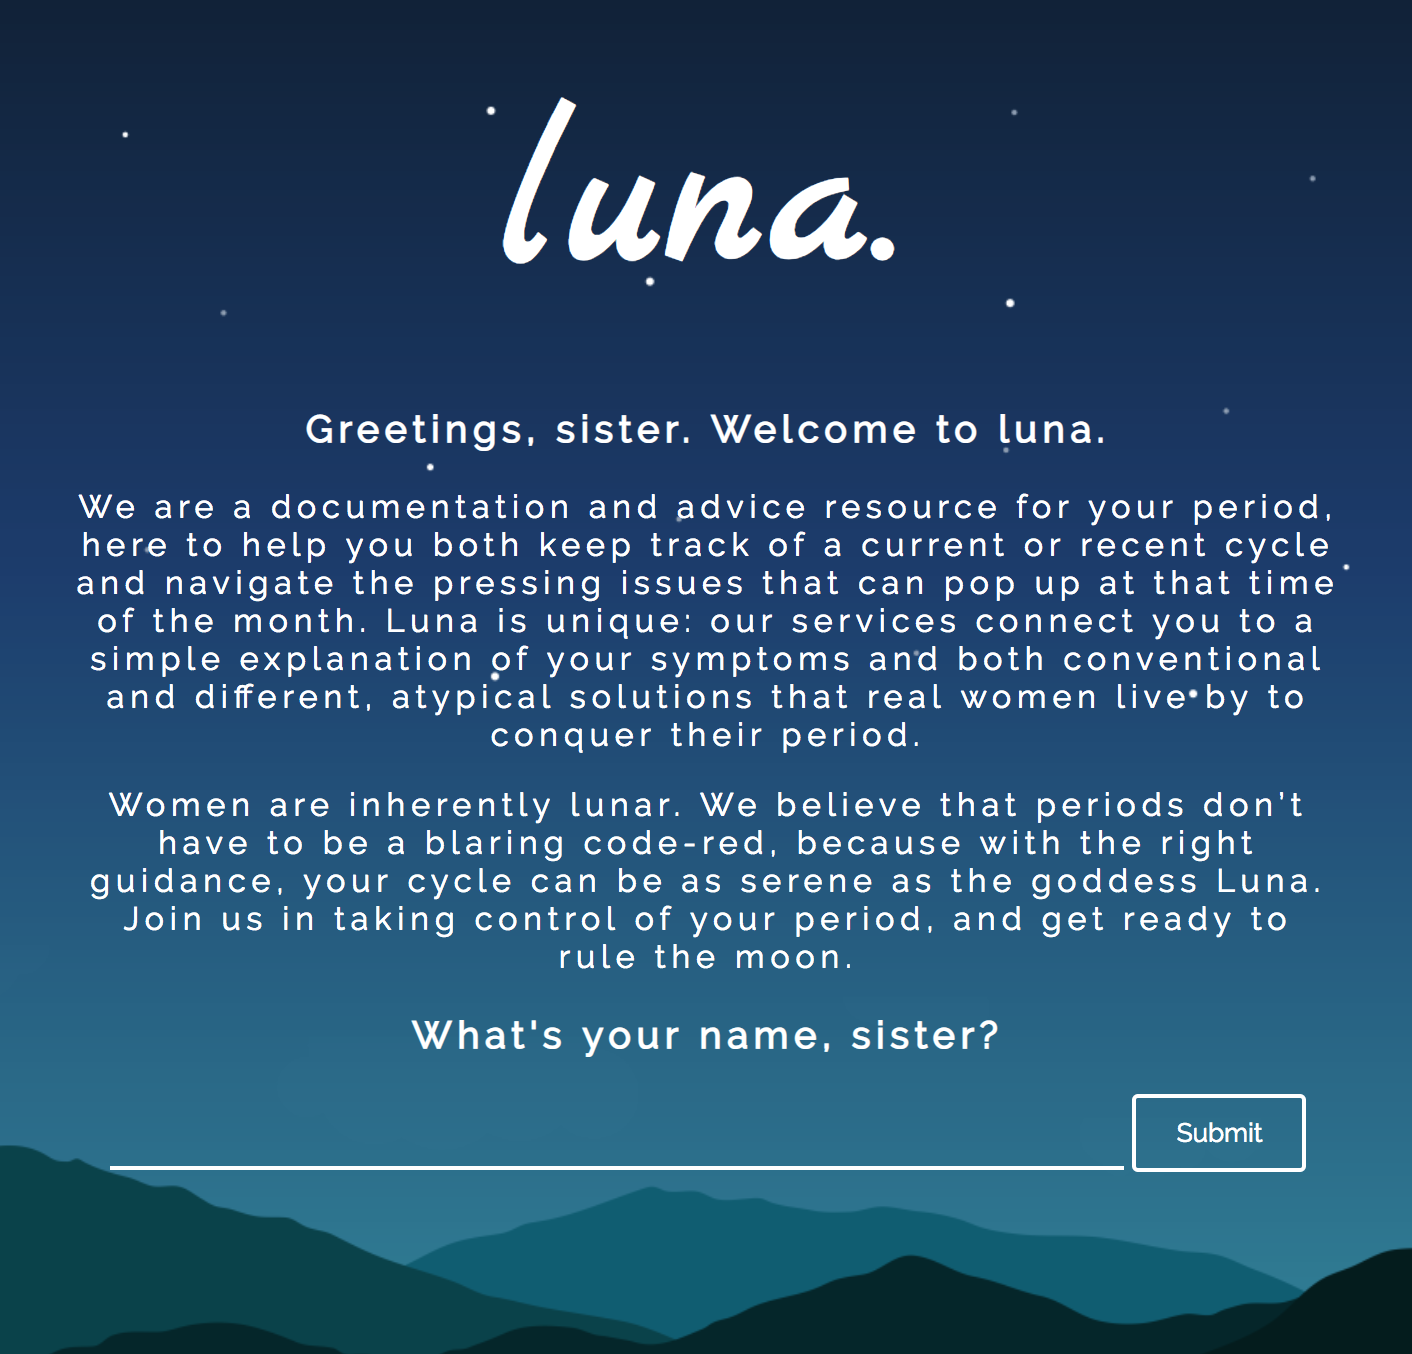 luna.
Greetings, sister. Welcome to luna.
We are a documentation and advice resource for your period,
here to help you both keep track of a current or recent cycle
and navigate the pressing issues that can pop up at that time
of the month. Luna is unique: our services connect you to a
simple explanation of your symptoms and both conventional
and different, atypical solutions that real women live by to
conquer their period.
Women are inherently lunar. We believe that periods don’t
have to be a blaring code-red, because with the right
guidance, your cycle can be as serene as the goddess Luna.
Join us in taking control of your period, and get ready to
rule the moon.
What's your name, sister?
Submit